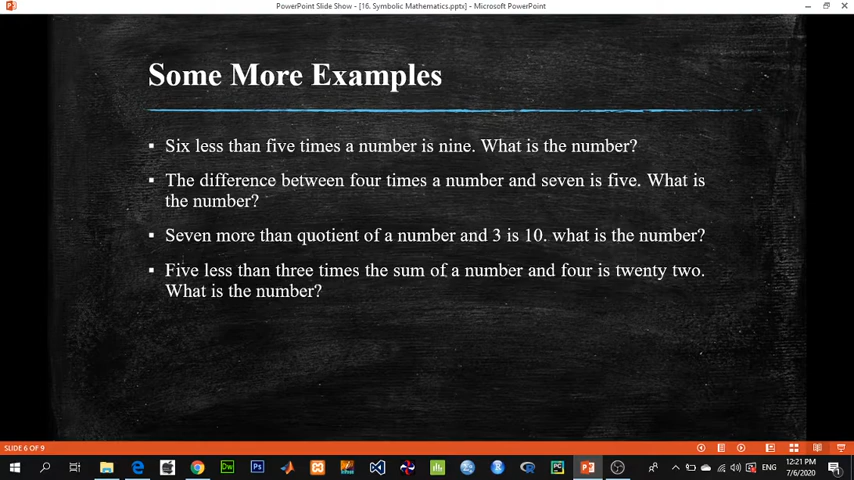 PowerPoint Slide Show - [16. Symbolic Mathematics.pptx] - Microsoft PowerPoint
Some More Examples
▪ Six less than five times a number is nine. What is the number?
▪ The difference between four times a number and seven is five. What is
the number?
▪ Seven more than quotient of a number and 3 is 10. what is the number?
▪ Five less than three times the sum of a number and four is twenty two.
What is the number?
SLIDE 6 OF 9
Dw
Ps
R
PC
ENG
12:21 PM
7/6/2020
1